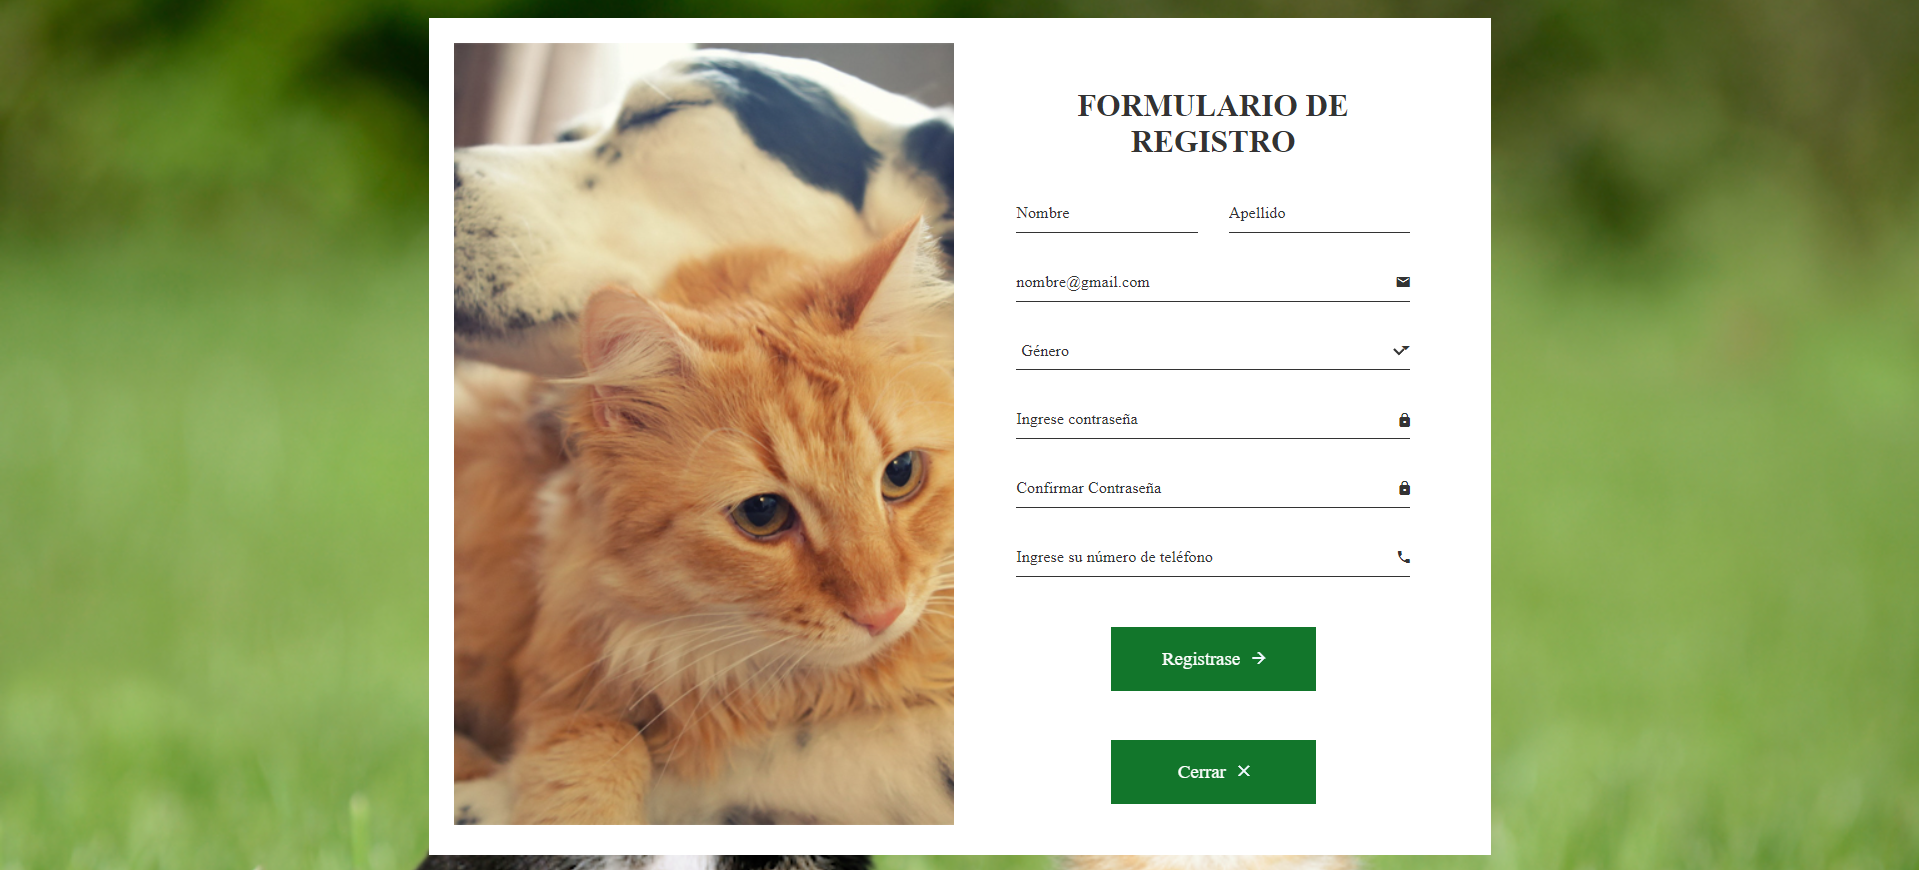 FORMULARIO DE
REGISTRO
Nombre
Apellido
nombre@gmail.com
Género
Ingrese contraseña
Confirmar Contraseña
Ingrese su número de teléfono
Registrase
Cerrar